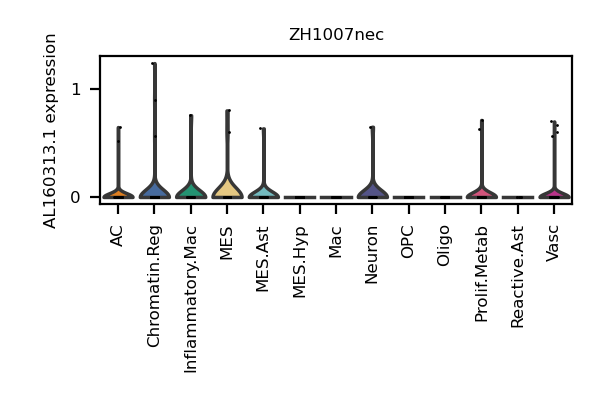 ZH1007nec
AL160313.1 expression
1
0
AC
Chromatin.Reg
Inflammatory.Mac
MES
MES.Ast
MES.Hyp
Mac
Neuron
OPC
Oligo
Prolif.Metab
Reactive.Ast
Vasc